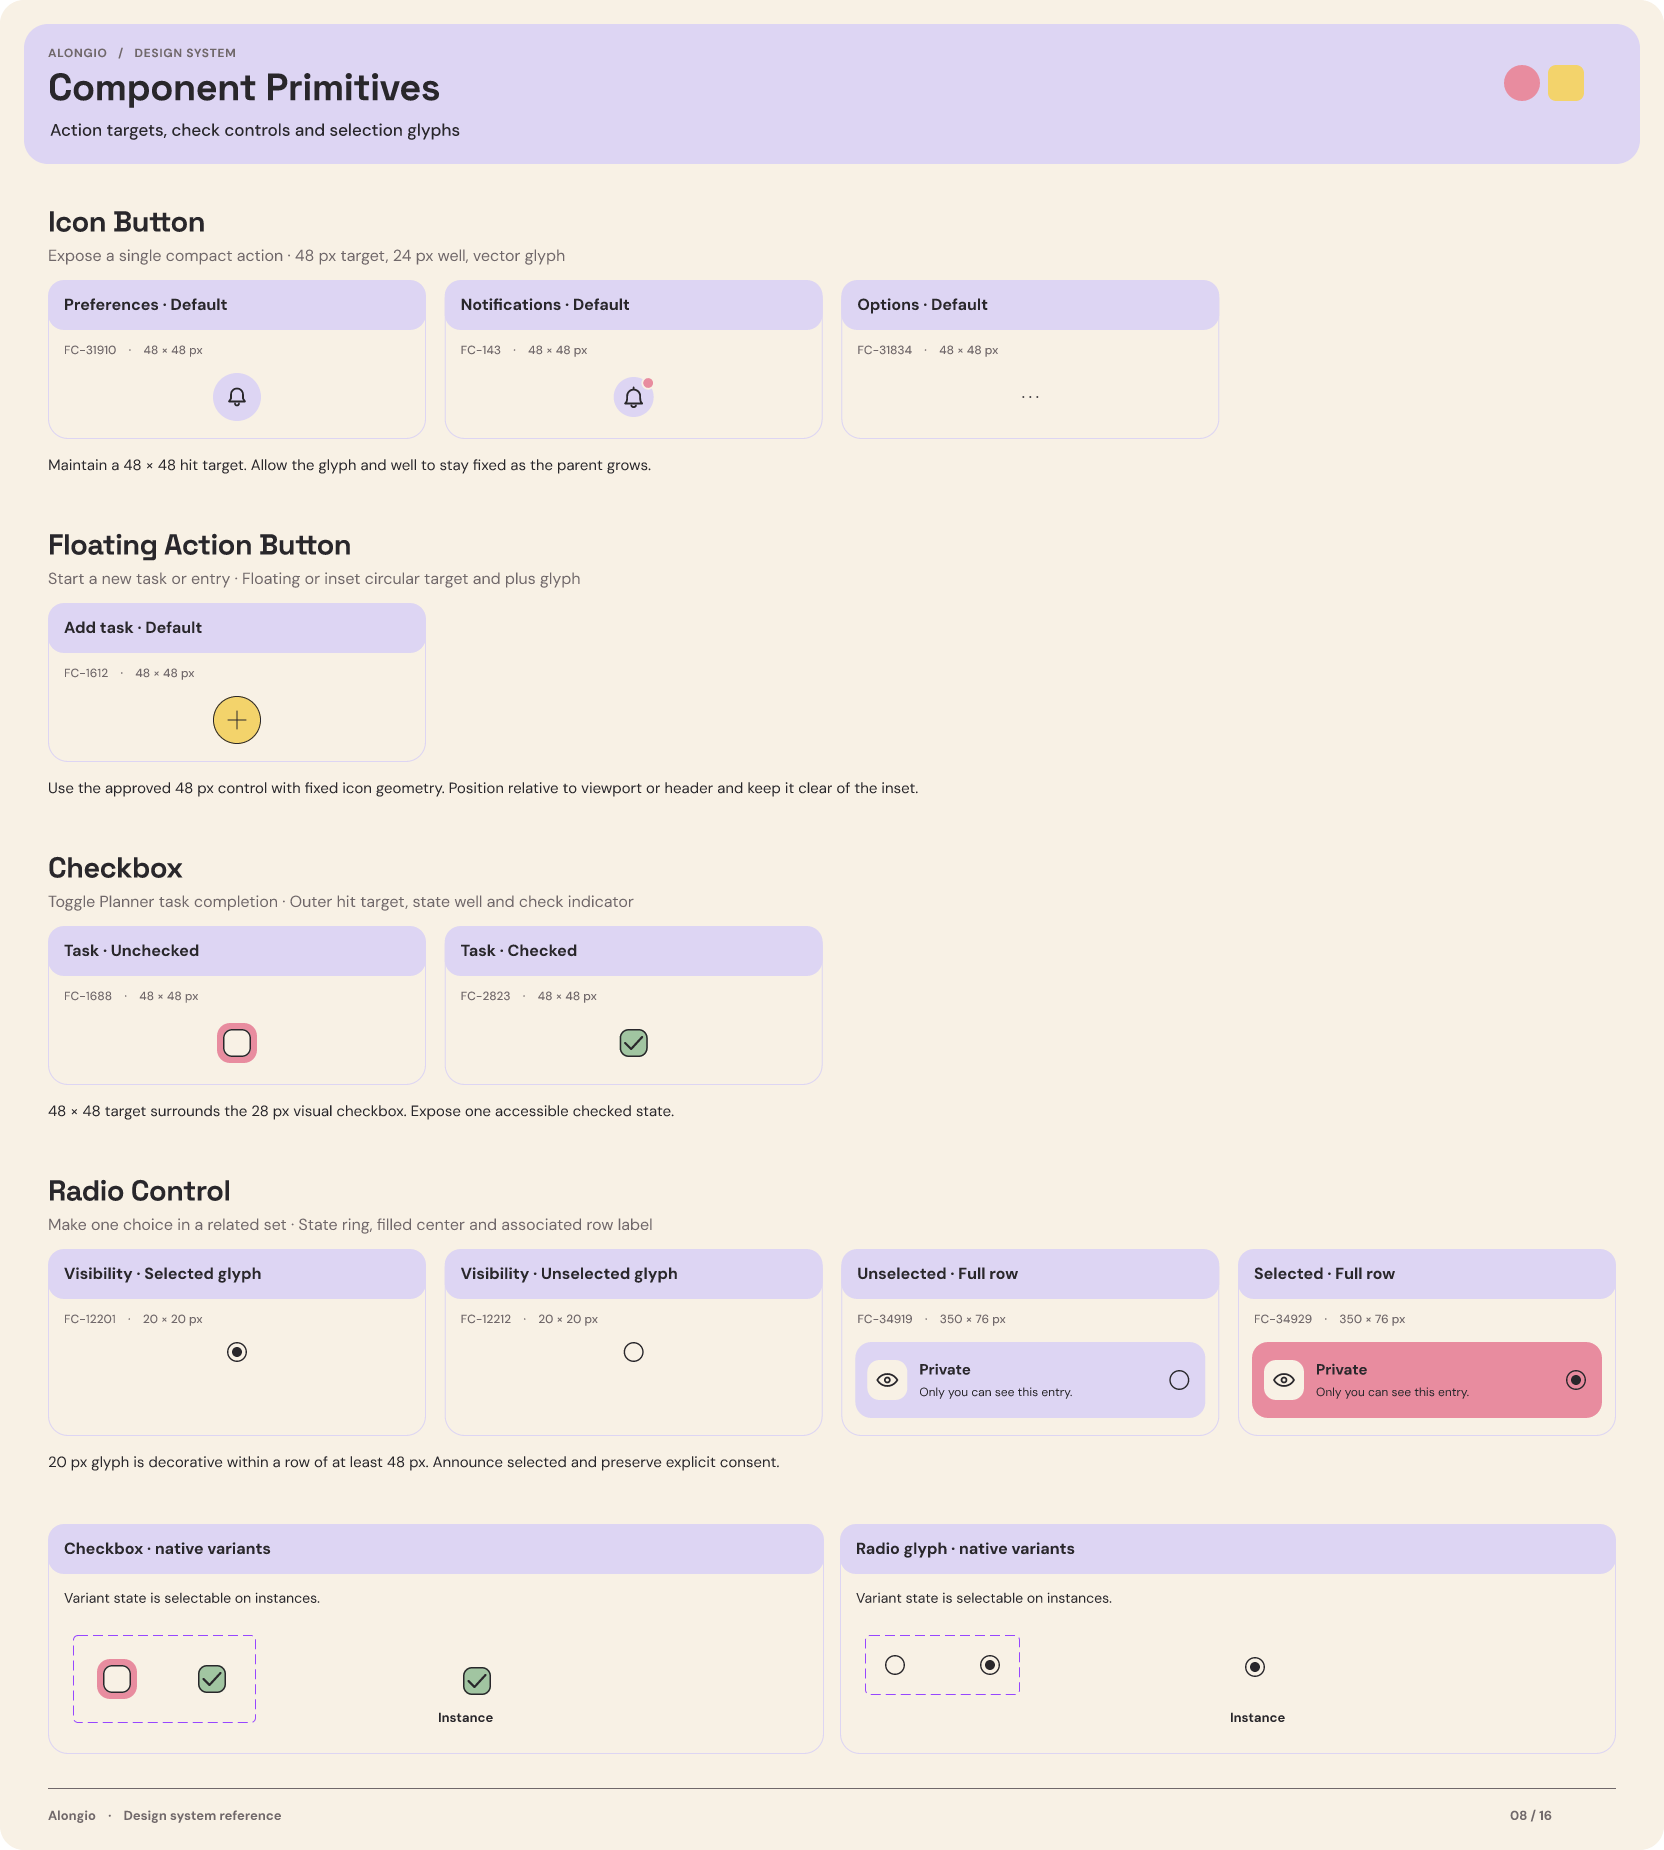 ALONGIO / DESIGN SYSTEM
Component Primitives
Action targets, check controls and selection glyphs
Icon Button
Expose a single compact action · 48 px target, 24 px well, vector glyph
Preferences · Default
FC-31910 · 48 × 48 px
Notifications · Default
FC-143 · 48 × 48 px
Options · Default
FC-31834 · 48 × 48 px
Maintain a 48 × 48 hit target. Allow the glyph and well to stay fixed as the parent grows.
Floating Action Button
Start a new task or entry · Floating or inset circular target and plus glyph
Add task · Default
FC-1612 · 48 × 48 px
Use the approved 48 px control with fixed icon geometry. Position relative to viewport or header and keep it clear of the inset.
Checkbox
Toggle Planner task completion · Outer hit target, state well and check indicator
Task · Unchecked
FC-1688 · 48 × 48 px
Task · Checked
FC-2823 · 48 × 48 px
48 × 48 target surrounds the 28 px visual checkbox. Expose one accessible checked state.
Radio Control
Make one choice in a related set · State ring, filled center and associated row label
Visibility · Selected glyph
FC-12201 · 20 × 20 px
Visibility · Unselected glyph
FC-12212 · 20 × 20 px
Unselected · Full row
FC-34919 · 350 × 76 px
Private
Only you can see this entry.
Selected · Full row
FC-34929 · 350 × 76 px
Private
Only you can see this entry.
20 px glyph is decorative within a row of at least 48 px. Announce selected and preserve explicit consent.
Checkbox · native variants
Variant state is selectable on instances.
Instance
Radio glyph · native variants
Variant state is selectable on instances.
Instance
Alongio · Design system reference
08 / 16